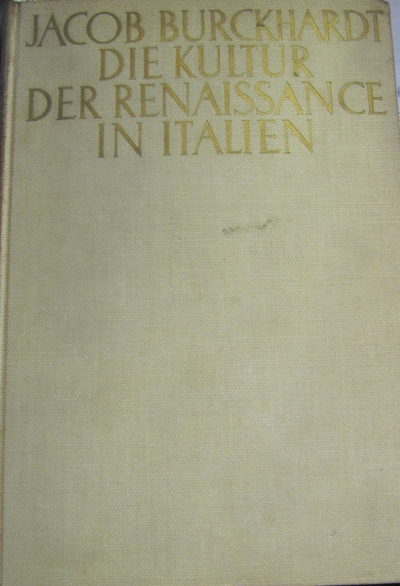 JACOB BURCKHARDT
DIE KULTUR
DER RENAISSANCE
IN ITALIEN